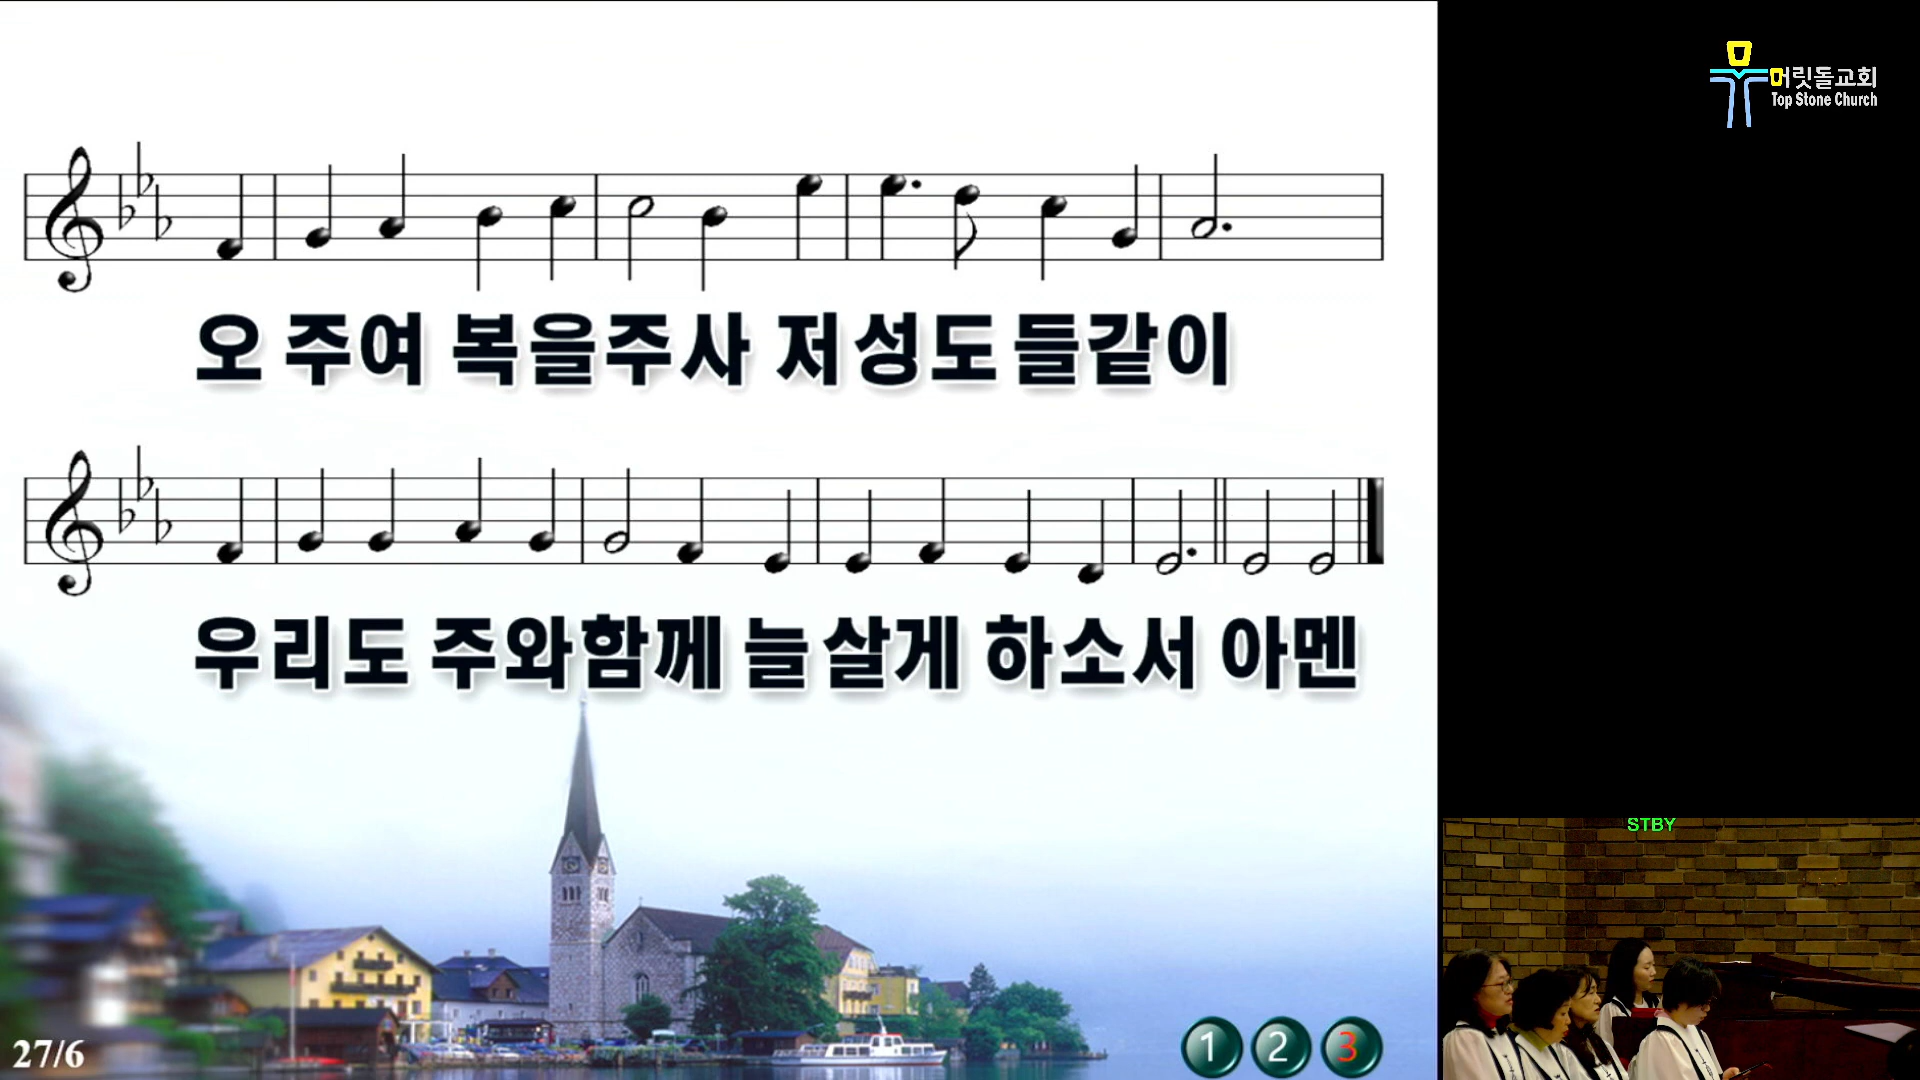 머릿돌교회
Top Stone Church
오 주여 복을주사 저성도들같이
우리도 주와함께 늘살게 하소서 아멘
STBY
27/6
1 2 3